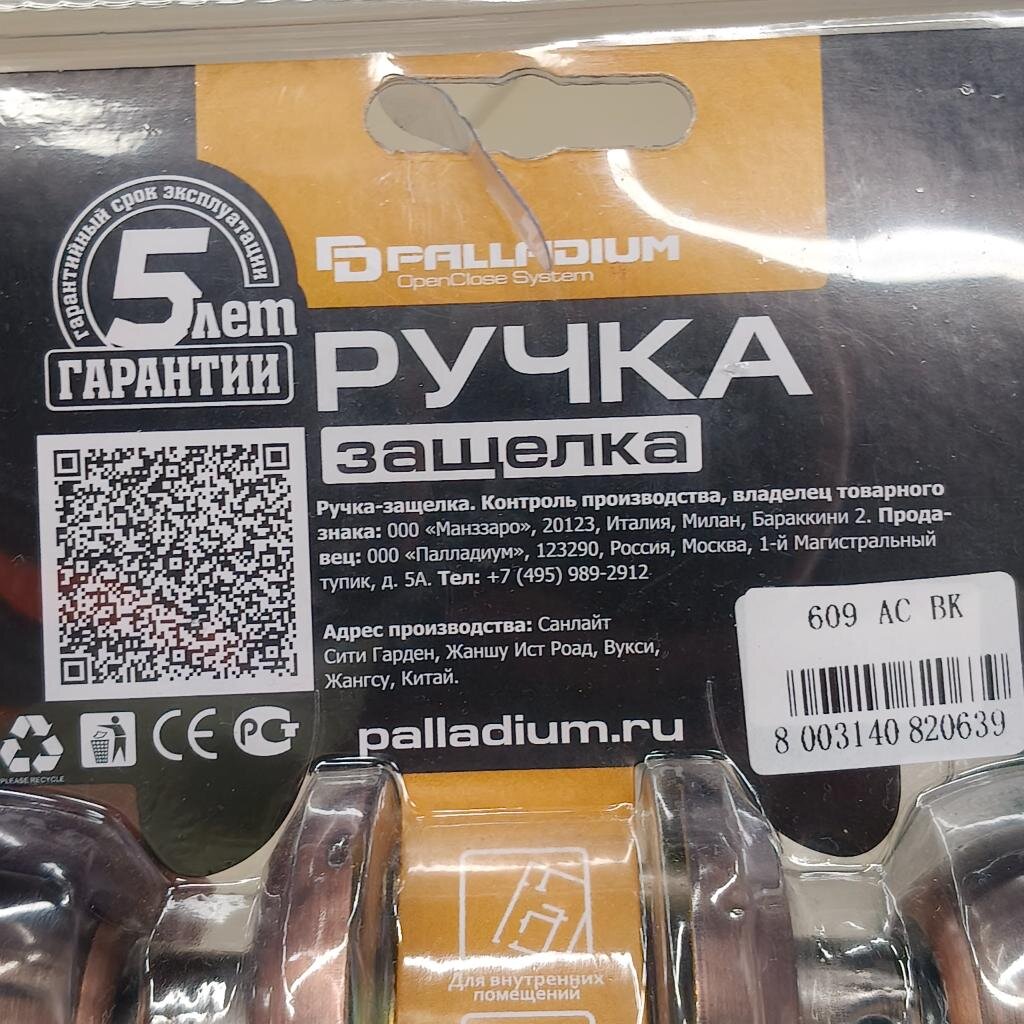 гарантийный срок эксплуатации
5 лет
ГАРАНТИИ
PALLADIUM
OpenClose System
РУЧКА
защелка
Ручка-защелка. Контроль производства, владелец товарного
знака: ООО «Манззаро», 20123, Италия, Милан, Бараккини 2. Прода-
вец: ООО «Палладиум», 123290, Россия, Москва, 1-й Магистральный
тупик, д. 5А. Тел: +7 (495) 989-2912
Адрес производства: Санлайт
Сити Гарден, Жаншу Ист Роад, Вукси,
Жангсу, Китай.
palladium.ru
609 AC BK
8 003140 820639
PLEASE RECYCLE
CE
РСТ
Для внутренних
помещений